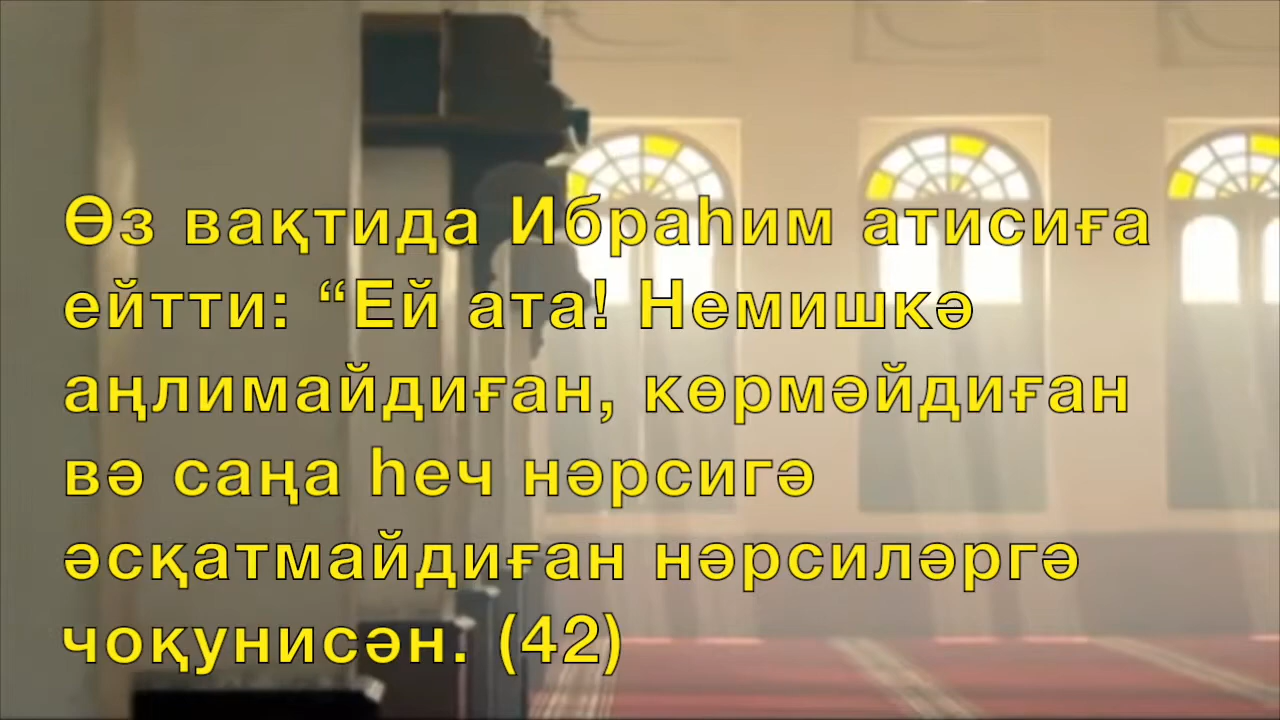 Өз вақтида Ибраһим атисиға
ейтти: “Ей ата! Немишкә
аңлимайдиған, көрмәйдиған
вә саңа һеч нәрсигә
әсқатмайдиған нәрсиләргә
чоқунисән. (42)